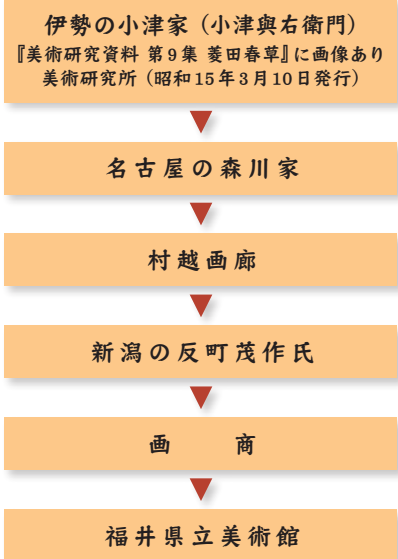 伊勢の小津家（小津與右衛門）
『美術研究資料 第9集 菱田春草』に画像あり
美術研究所（昭和15年3月10日発行）
名古屋の森川家
村越画廊
新潟の反町茂作氏
画　商
福井県立美術館